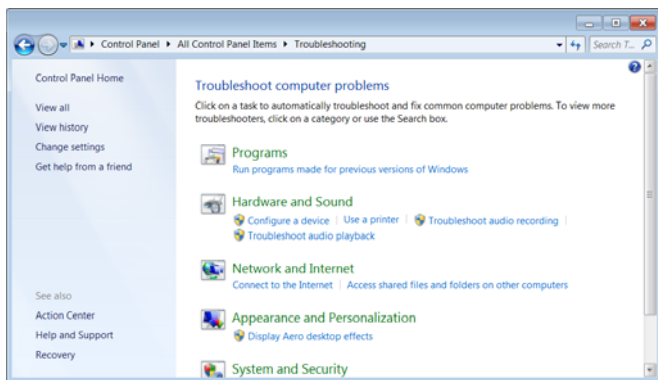 Control Panel ▸ All Control Panel Items ▸ Troubleshooting
Search T...
Control Panel Home
View all
View history
Change settings
Get help from a friend
See also
Action Center
Help and Support
Recovery
Troubleshoot computer problems
Click on a task to automatically troubleshoot and fix common computer problems. To view more
troubleshooters, click on a category or use the Search box.
Programs
Run programs made for previous versions of Windows
Hardware and Sound
Configure a device | Use a printer | Troubleshoot audio recording |
Troubleshoot audio playback
Network and Internet
Connect to the Internet | Access shared files and folders on other computers
Appearance and Personalization
Display Aero desktop effects
System and Security